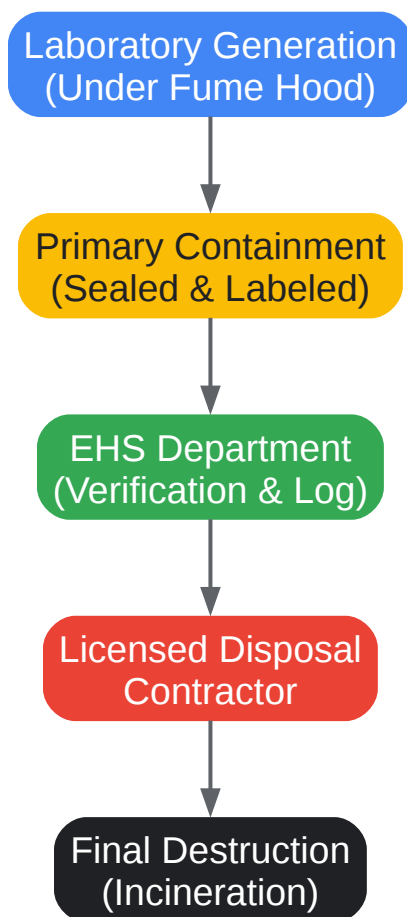 Laboratory Generation
(Under Fume Hood)
Primary Containment
(Sealed & Labeled)
EHS Department
(Verification & Log)
Licensed Disposal
Contractor
Final Destruction
(Incineration)